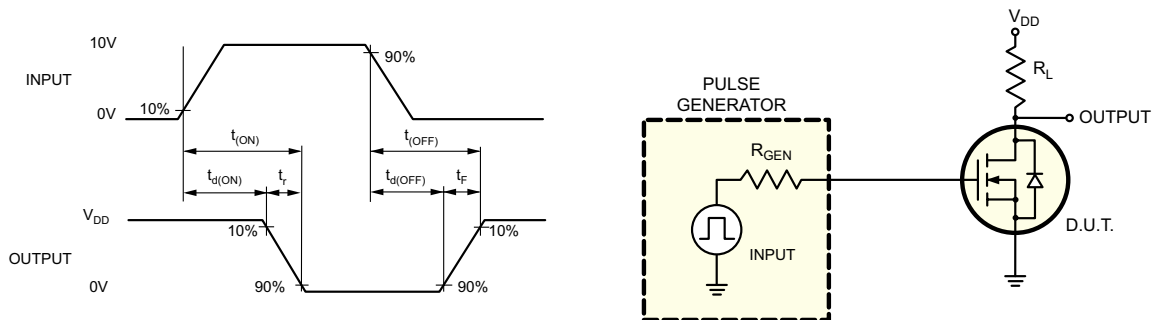 10V
INPUT
0V
10%
90%
t(ON)
t(OFF)
td(ON)
tr
td(OFF)
tF
VDD
OUTPUT
0V
10%
90%
90%
10%
PULSE
GENERATOR
RGEN
INPUT
VDD
RL
OUTPUT
D.U.T.